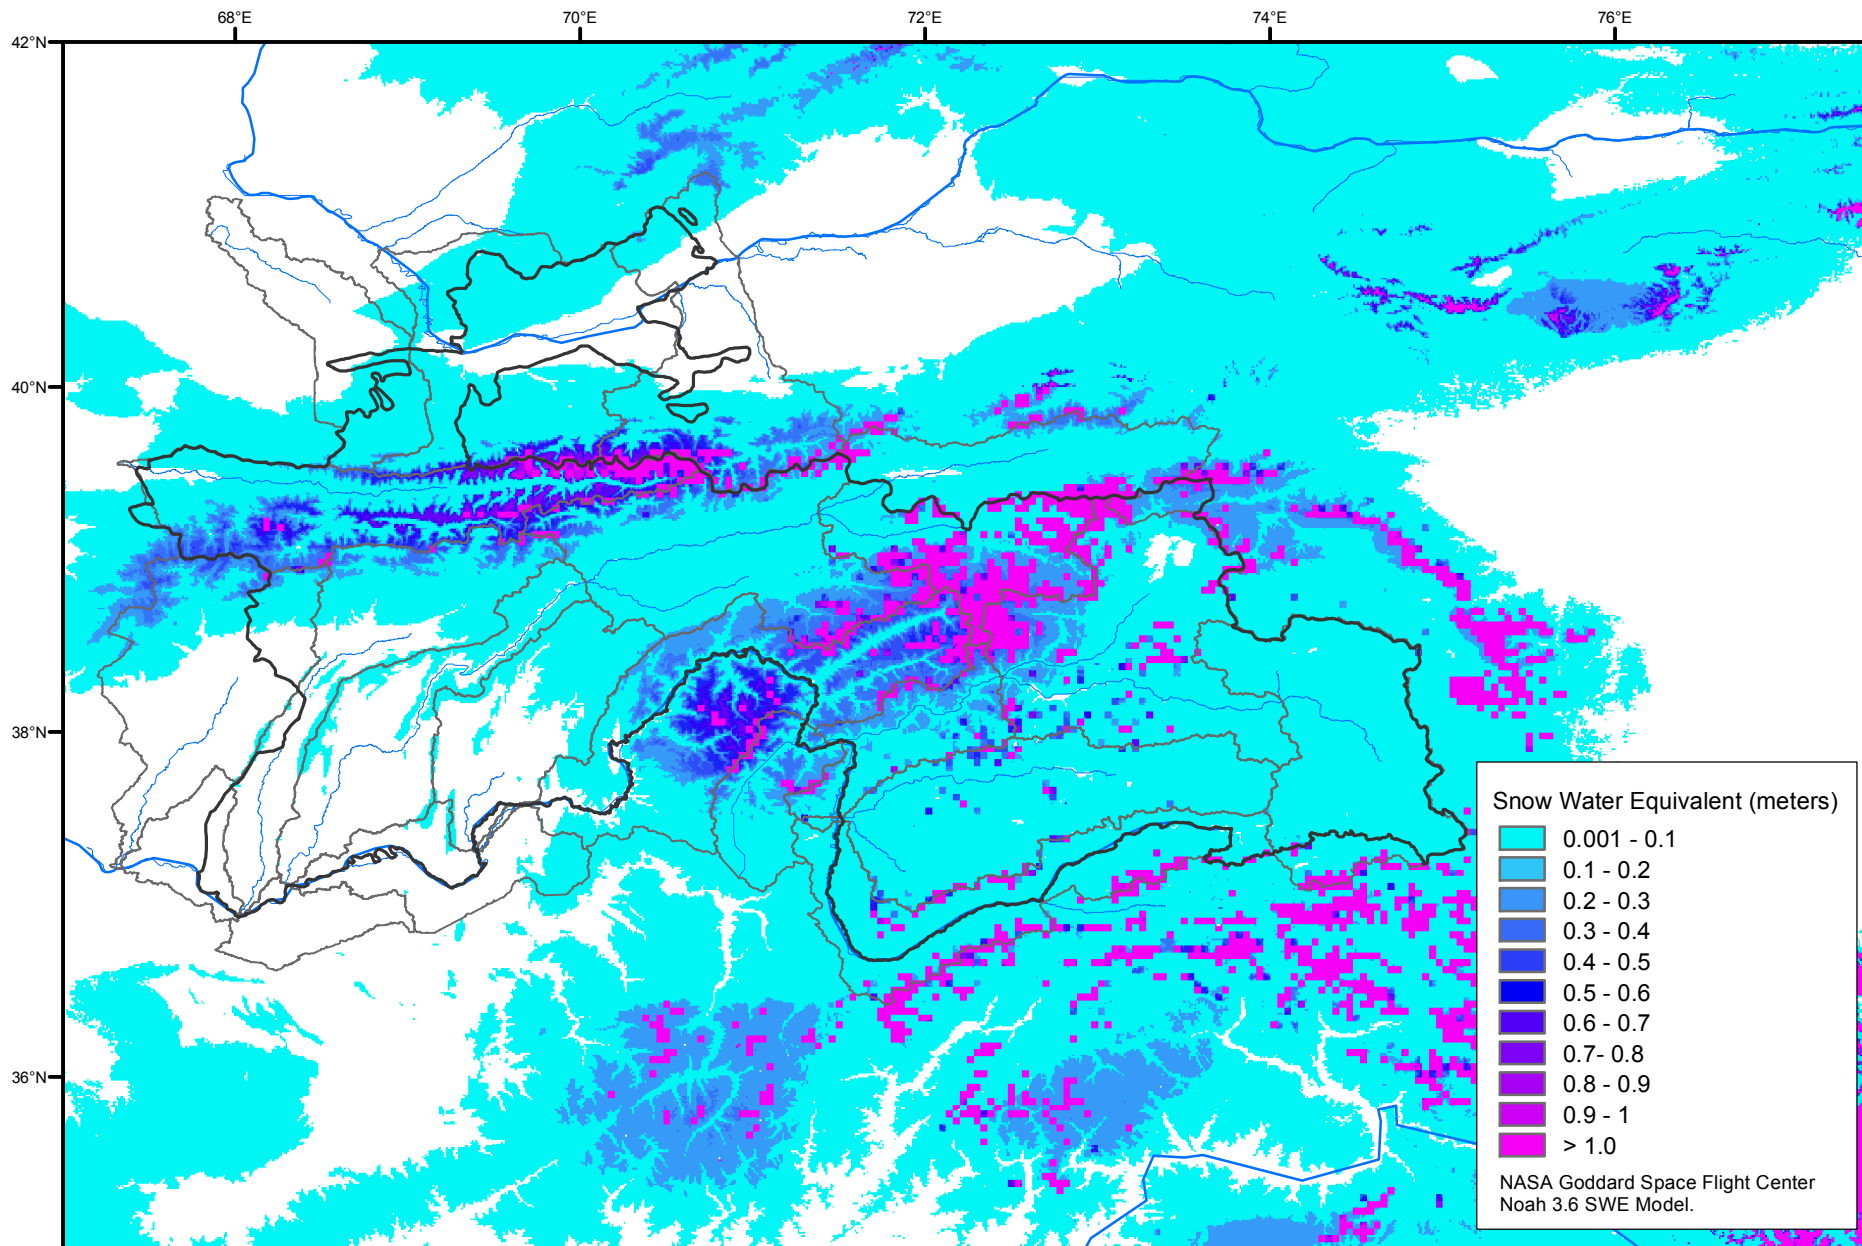 68°E
70°E
72°E
74°E
76°E
42°N
40°N
38°N
36°N
Snow Water Equivalent (meters)
0.001 - 0.1
0.1 - 0.2
0.2 - 0.3
0.3 - 0.4
0.4 - 0.5
0.5 - 0.6
0.6 - 0.7
0.7- 0.8
0.8 - 0.9
0.9 - 1
> 1.0
NASA Goddard Space Flight Center
Noah 3.6 SWE Model.